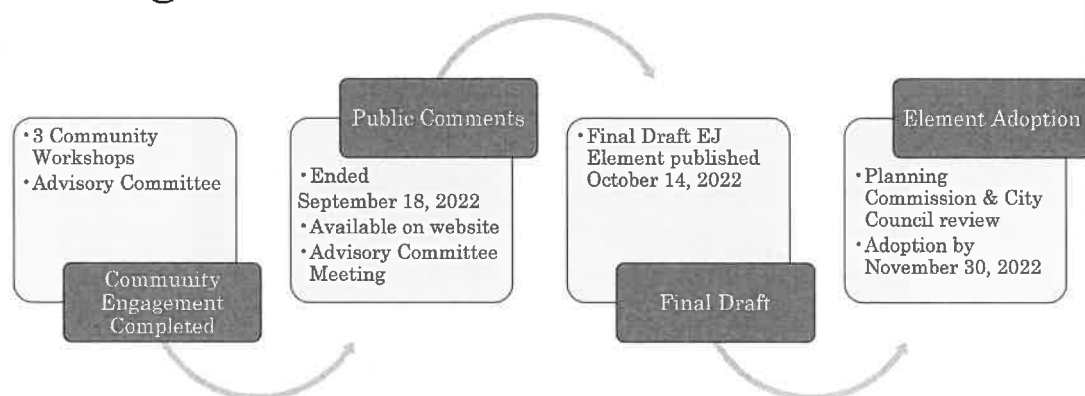 • 3 Community
Workshops
• Advisory Committee
Community
Engagement
Completed
Public Comments
• Ended
September 18, 2022
• Available on website
• Advisory Committee
Meeting
• Final Draft EJ
Element published
October 14, 2022
Final Draft
Element Adoption
• Planning
Commission & City
Council review
• Adoption by
November 30, 2022